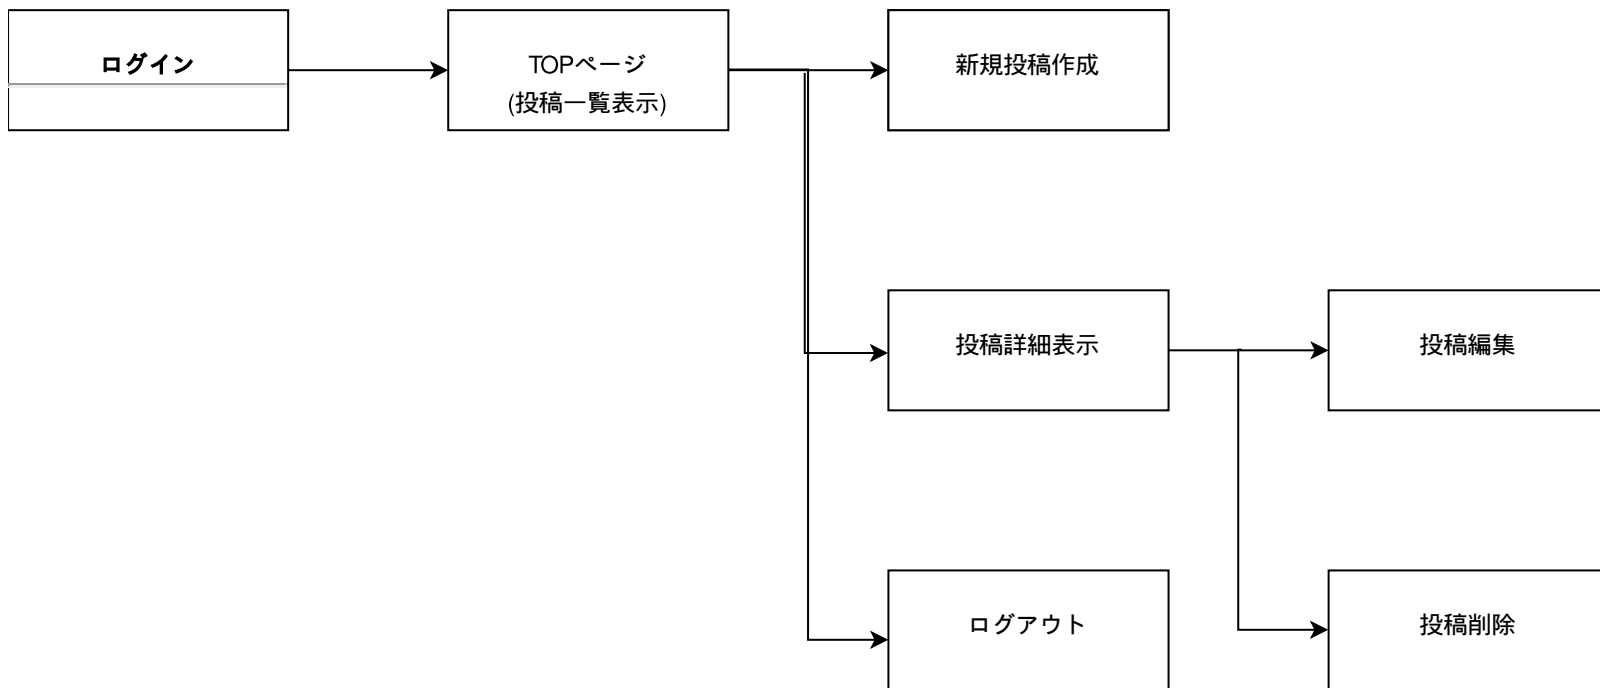 ログイン
TOPページ
(投稿一覧表示)
新規投稿作成
投稿詳細表示
投稿編集
ログアウト
投稿削除